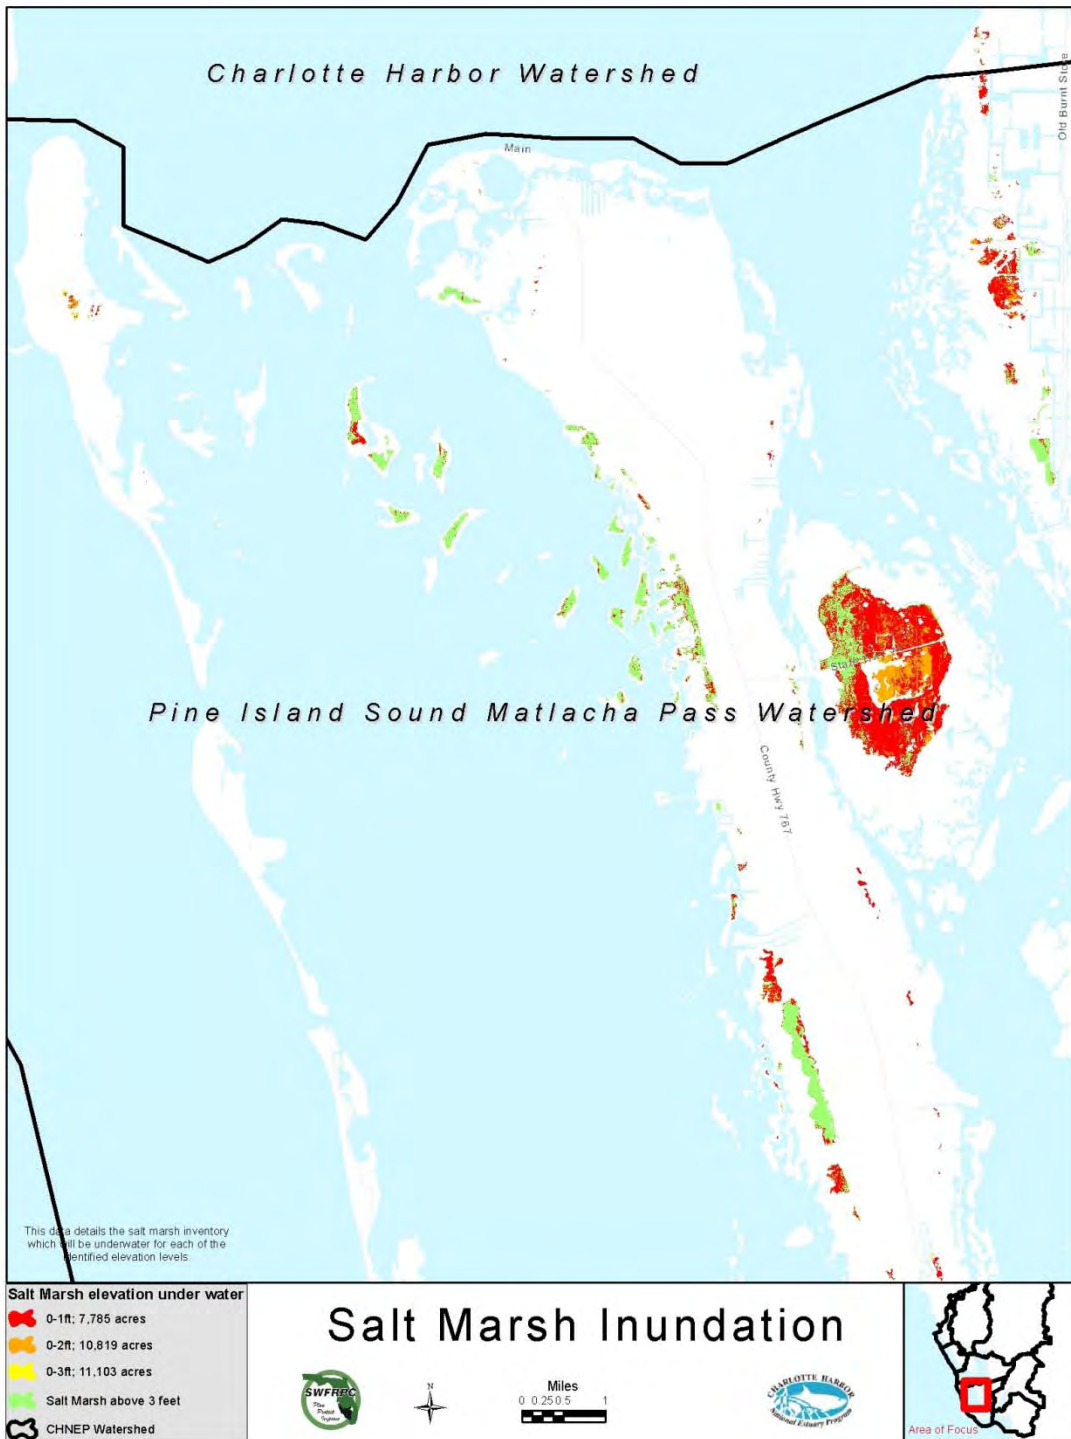 Charlotte Harbor Watershed
Old Burnt Store
Main
State
Pine Island Sound Matlacha Pass Watershed
County Hwy 767
This data details the salt marsh inventory
which will be underwater for each of the
identified elevation levels.
Salt Marsh elevation under water
0-1ft; 7,785 acres
0-2ft; 10,819 acres
0-3ft; 11,103 acres
Salt Marsh above 3 feet
CHNEP Watershed
Salt Marsh Inundation
SWFRPC
Plan
Protect
Improve
N
Miles
0 0.25 0.5 1
CHARLOTTE HARBOR
National Estuary Program
Area of Focus